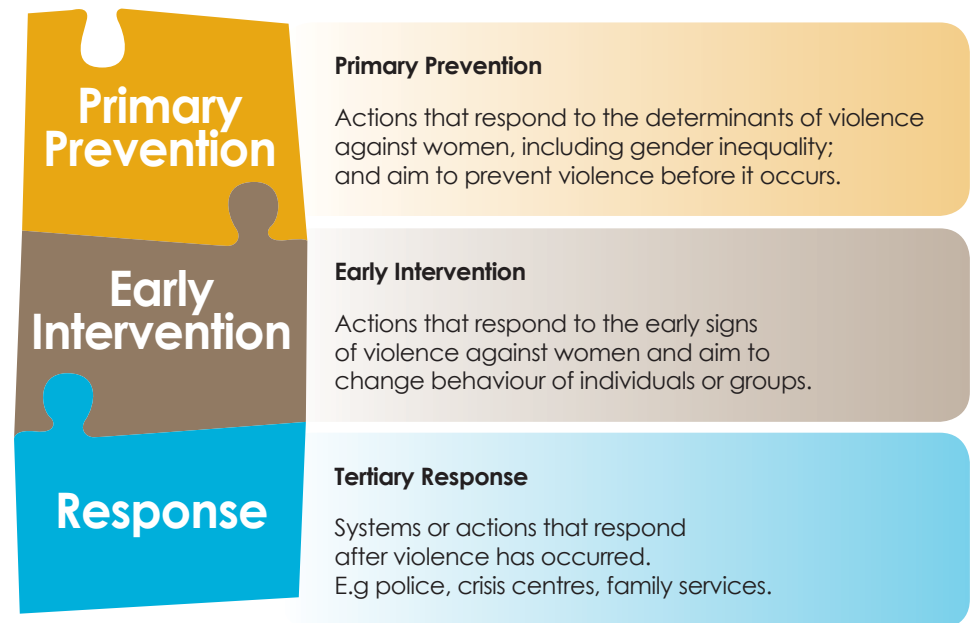 Primary
Prevention
Primary Prevention
Actions that respond to the determinants of violence
against women, including gender inequality;
and aim to prevent violence before it occurs.
Early
Intervention
Early Intervention
Actions that respond to the early signs
of violence against women and aim to
change behaviour of individuals or groups.
Response
Tertiary Response
Systems or actions that respond
after violence has occurred.
E.g police, crisis centres, family services.